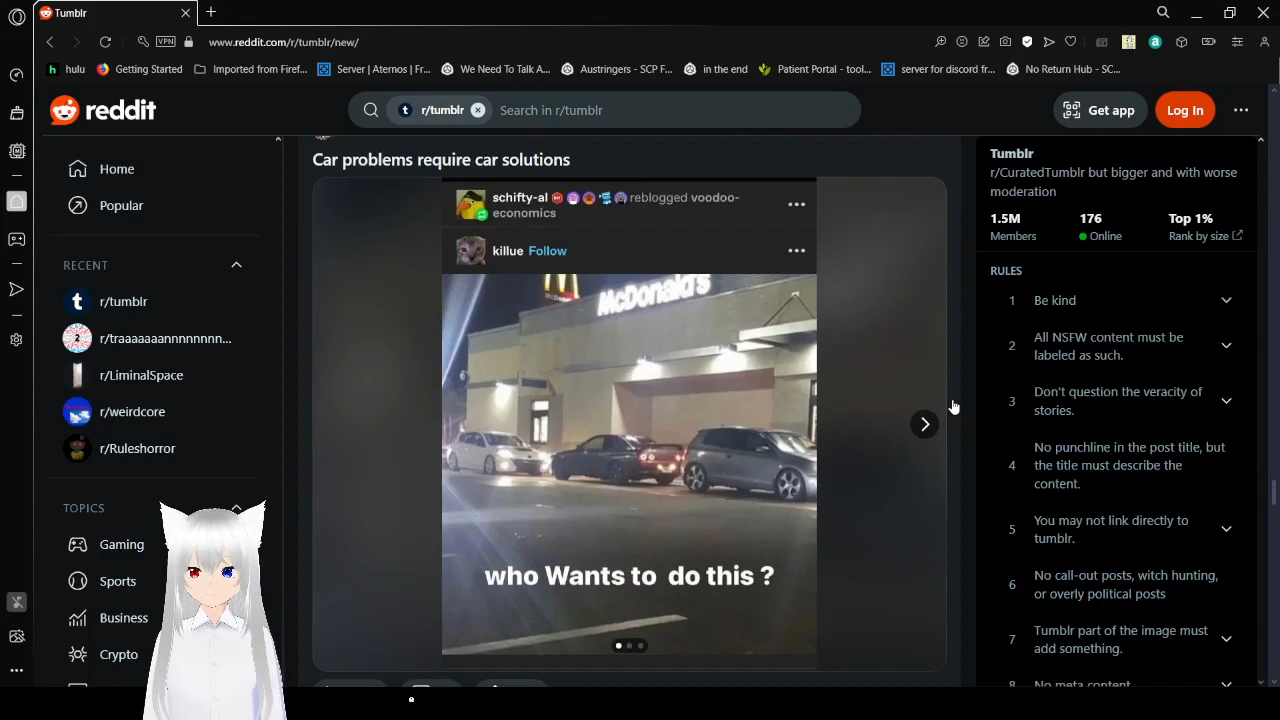 Tumblr
VPN
www.reddit.com/r/tumblr/new/
hulu
Getting Started
Imported from Firef...
Server | Aternos | Fr...
We Need To Talk A...
Austringers - SCP F...
in the end
Patient Portal - tool...
server for discord fr...
No Return Hub - SC...
reddit
r/tumblr
Search in r/tumblr
Get app
Log In
Home
Popular
RECENT
r/tumblr
r/traaaaaaannnnnnnn...
r/LiminalSpace
r/weirdcore
r/Ruleshorror
TOPICS
Gaming
Sports
Business
Crypto
Car problems require car solutions
schifty-al reblogged voodoo-
economics
killue Follow
McDonald's
who Wants to do this ?
Tumblr
r/CuratedTumblr but bigger and with worse
moderation
1.5M 176 Top 1%
Members Online Rank by size
RULES
1 Be kind
2 All NSFW content must be
labeled as such.
3 Don't question the veracity of
stories.
4 No punchline in the post title, but
the title must describe the
content.
5 You may not link directly to
tumblr.
6 No call-out posts, witch hunting,
or overly political posts
7 Tumblr part of the image must
add something.
8 No meta content